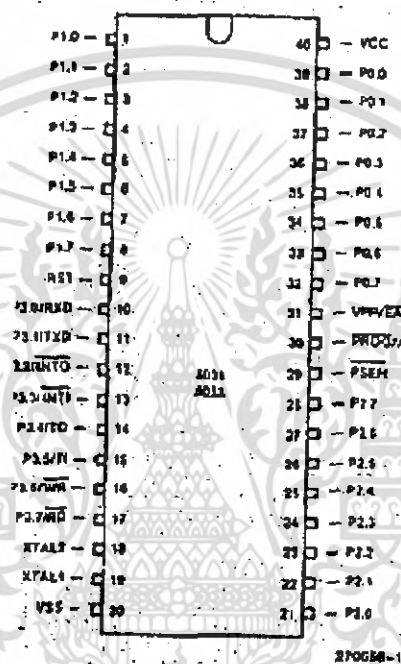 P1.0 1 40 VCC
P1.1 2 39 P0.0
P1.2 3 38 P0.1
P1.3 4 37 P0.2
P1.4 5 36 P0.3
P1.5 6 35 P0.4
P1.6 7 34 P0.5
P1.7 8 33 P0.6
RST 9 32 P0.7
P3.0/RXD 10 31 VPP/EA
P3.1/TXD 11 30
P3.2/INT0 12 29 PSEN
P3.3/INT1 13 28 P2.7
P3.4/T0 14 27 P2.6
P3.5/T1 15 26 P2.5
P3.6/WR 16 25 P2.4
P3.7/RD 17 24 P2.3
XTAL2 18 23 P2.2
XTAL1 19 22 P2.1
VSS 20 21 P2.0